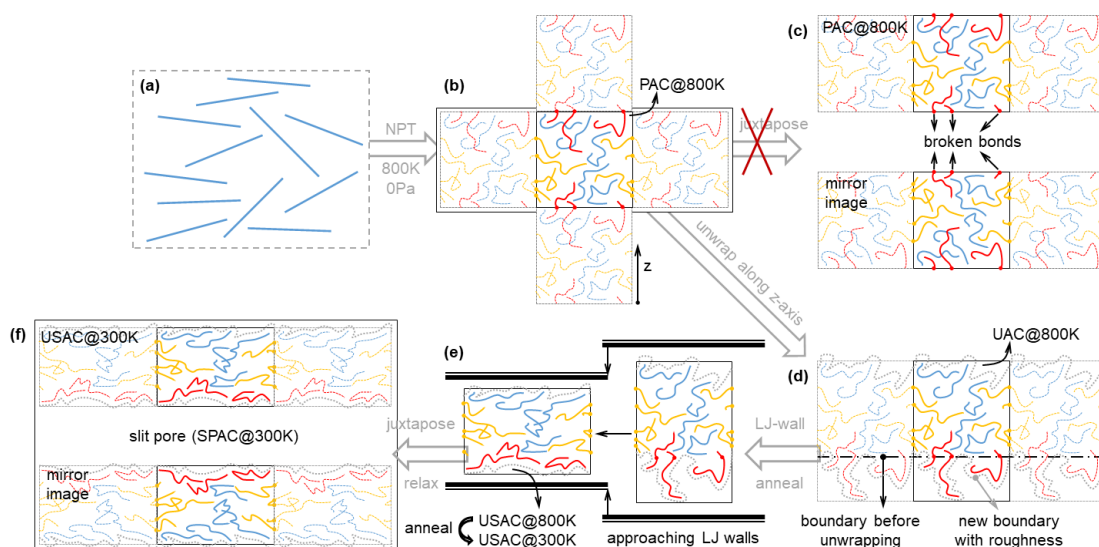 (a)
NPT
800K
0Pa
(b)
PAC@800K
z
juxtapose
(c)
PAC@800K
broken bonds
mirror
image
unwrap along z-axis
(d)
UAC@800K
boundary before
unwrapping
new boundary
with roughness
LJ-wall
anneal
(e)
approaching LJ walls
anneal
USAC@800K
USAC@300K
juxtapose
relax
(f)
USAC@300K
slit pore (SPAC@300K)
mirror
image